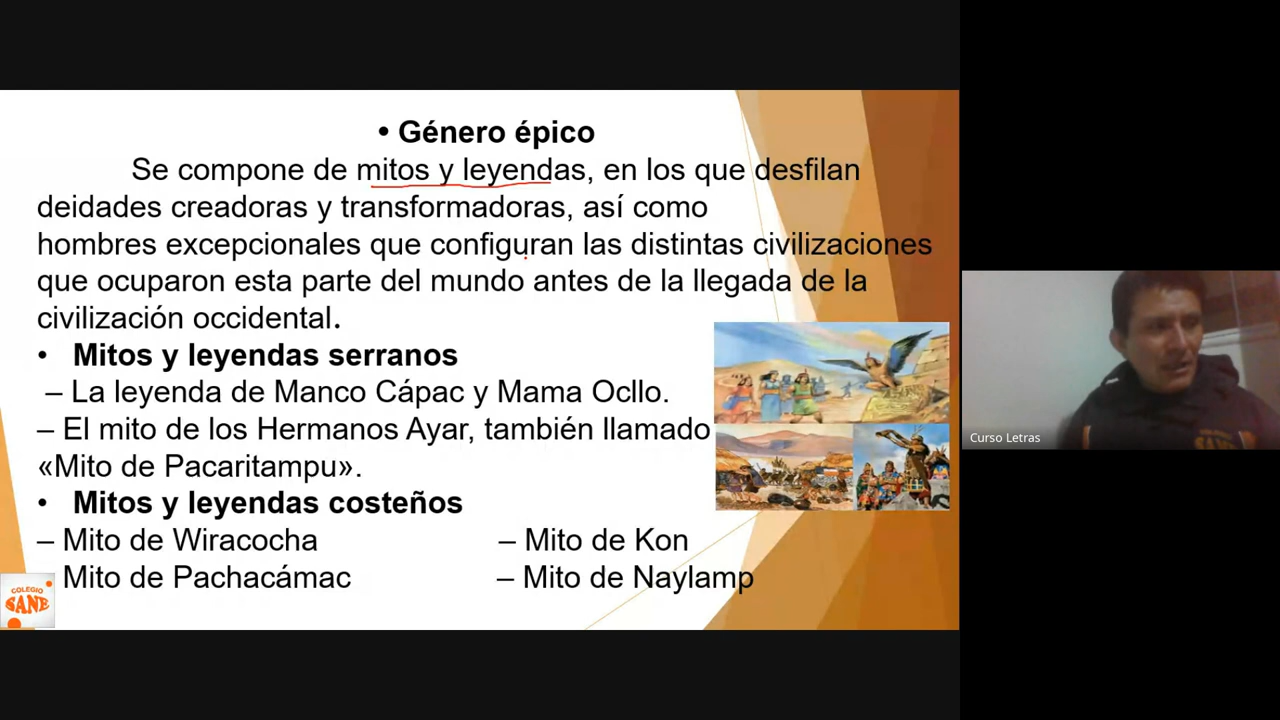 • Género épico
Se compone de mitos y leyendas, en los que desfilan
deidades creadoras y transformadoras, así como
hombres excepcionales que configuran las distintas civilizaciones
que ocuparon esta parte del mundo antes de la llegada de la
civilización occidental.
• Mitos y leyendas serranos
– La leyenda de Manco Cápac y Mama Ocllo.
– El mito de los Hermanos Ayar, también llamado
«Mito de Pacaritampu».
• Mitos y leyendas costeños
– Mito de Wiracocha – Mito de Kon
Mito de Pachacámac – Mito de Naylamp
COLEGIO
SANE
Curso Letras